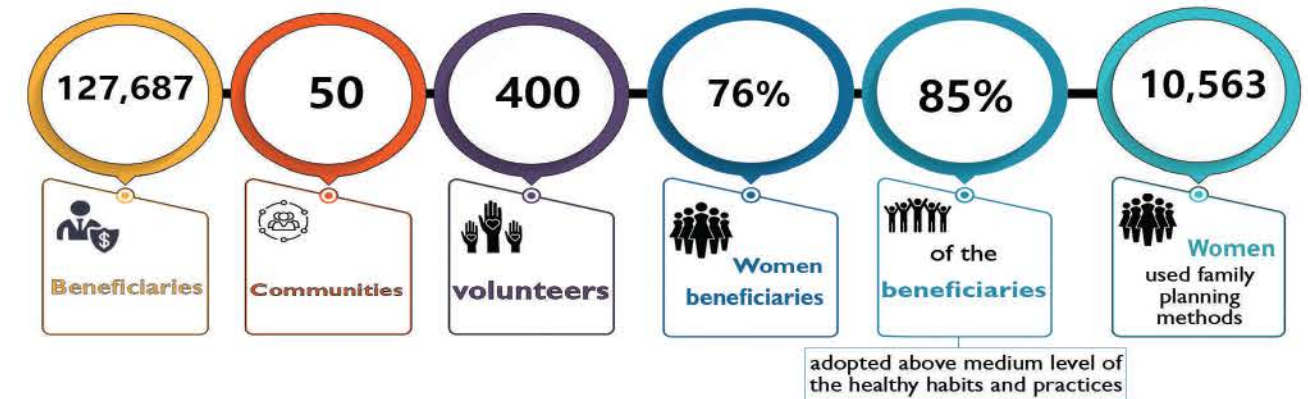 127,687
Beneficiaries
50
Communities
400
volunteers
76%
Women
beneficiaries
85%
of the
beneficiaries
adopted above medium level of
the healthy habits and practices
10,563
Women
used family
planning
methods